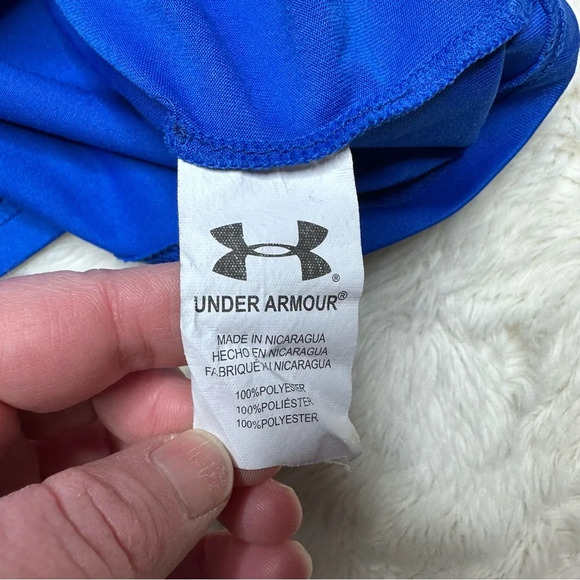 ®
UNDER ARMOUR®
MADE IN NICARAGUA
HECHO EN NICARAGUA
FABRIQUÉ AU NICARAGUA
100%POLYESTER
100%POLIÉSTER
100%POLYESTER